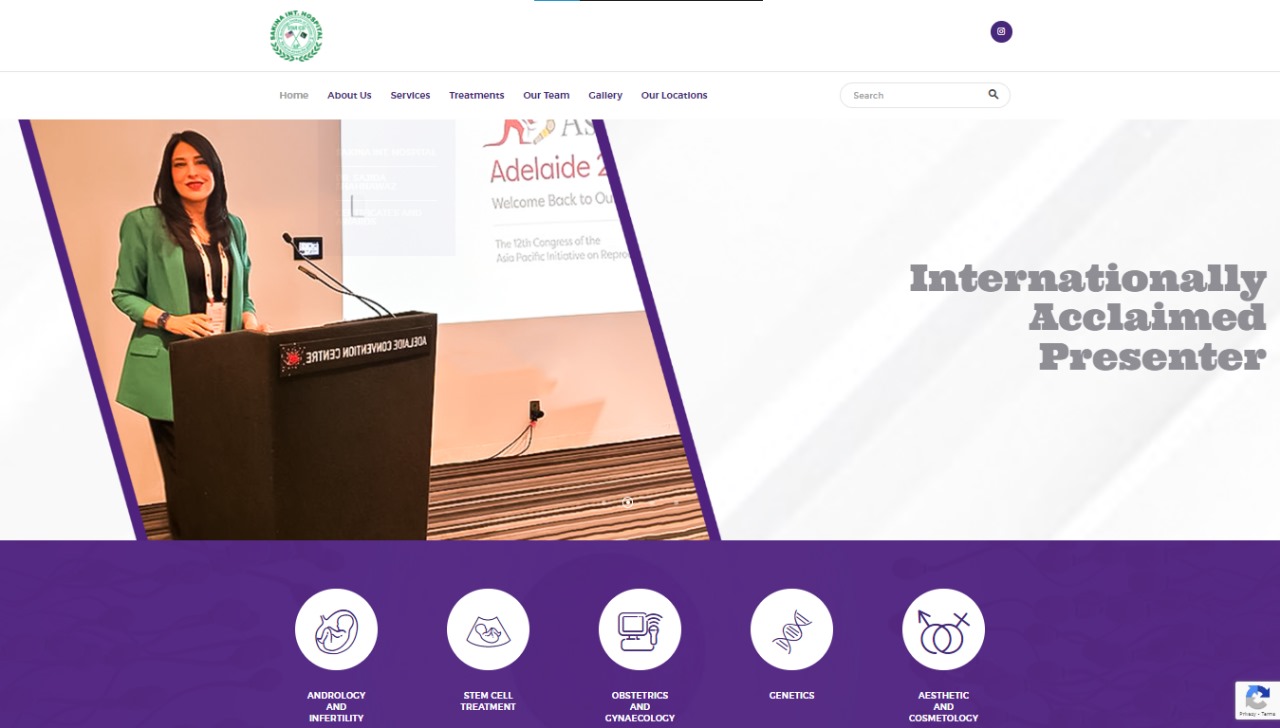 SAKINA INT. HOSPITAL
Home
About Us
Services
Treatments
Our Team
Gallery
Our Locations
Search
Adelaide 2
Welcome Back to Ou
The 12th Congress of the
Asia Pacific Initiative on Repro
ADELAIDE CONVENTION CENTRE
Internationally
Acclaimed
Presenter
ANDROLOGY
AND
INFERTILITY
STEM CELL
TREATMENT
OBSTETRICS
AND
GYNAECOLOGY
GENETICS
AESTHETIC
AND
COSMETOLOGY
Privacy - Terms